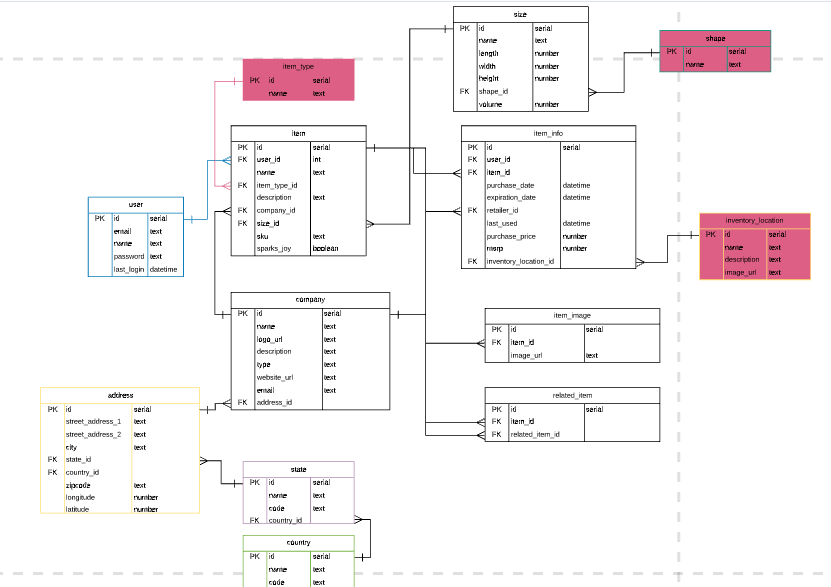 size
PK id serial
name text
length number
width number
height number
FK shape_id
volume number
shape
PK id serial
name text
item_type
PK id serial
name text
item
PK id serial
FK user_id int
name text
FK item_type_id
description text
FK company_id
FK size_id
sku text
sparks_joy boolean
item_info
PK id serial
FK user_id
FK item_id
purchase_date datetime
expiration_date datetime
FK retailer_id
last_used datetime
purchase_price number
msrp number
FK inventory_location_id
user
PK id serial
email text
name text
password text
last_login datetime
inventory_location
PK id serial
name text
description text
image_url text
company
PK id serial
name text
logo_url text
description text
type text
website_url text
email text
FK address_id
item_image
PK id serial
FK item_id
image_url text
address
PK id serial
street_address_1 text
street_address_2 text
city text
FK state_id
FK country_id
zipcode text
longitude number
latitude number
related_item
PK id serial
FK item_id
FK related_item_id
state
PK id serial
name text
code text
FK country_id
country
PK id serial
name text
code text